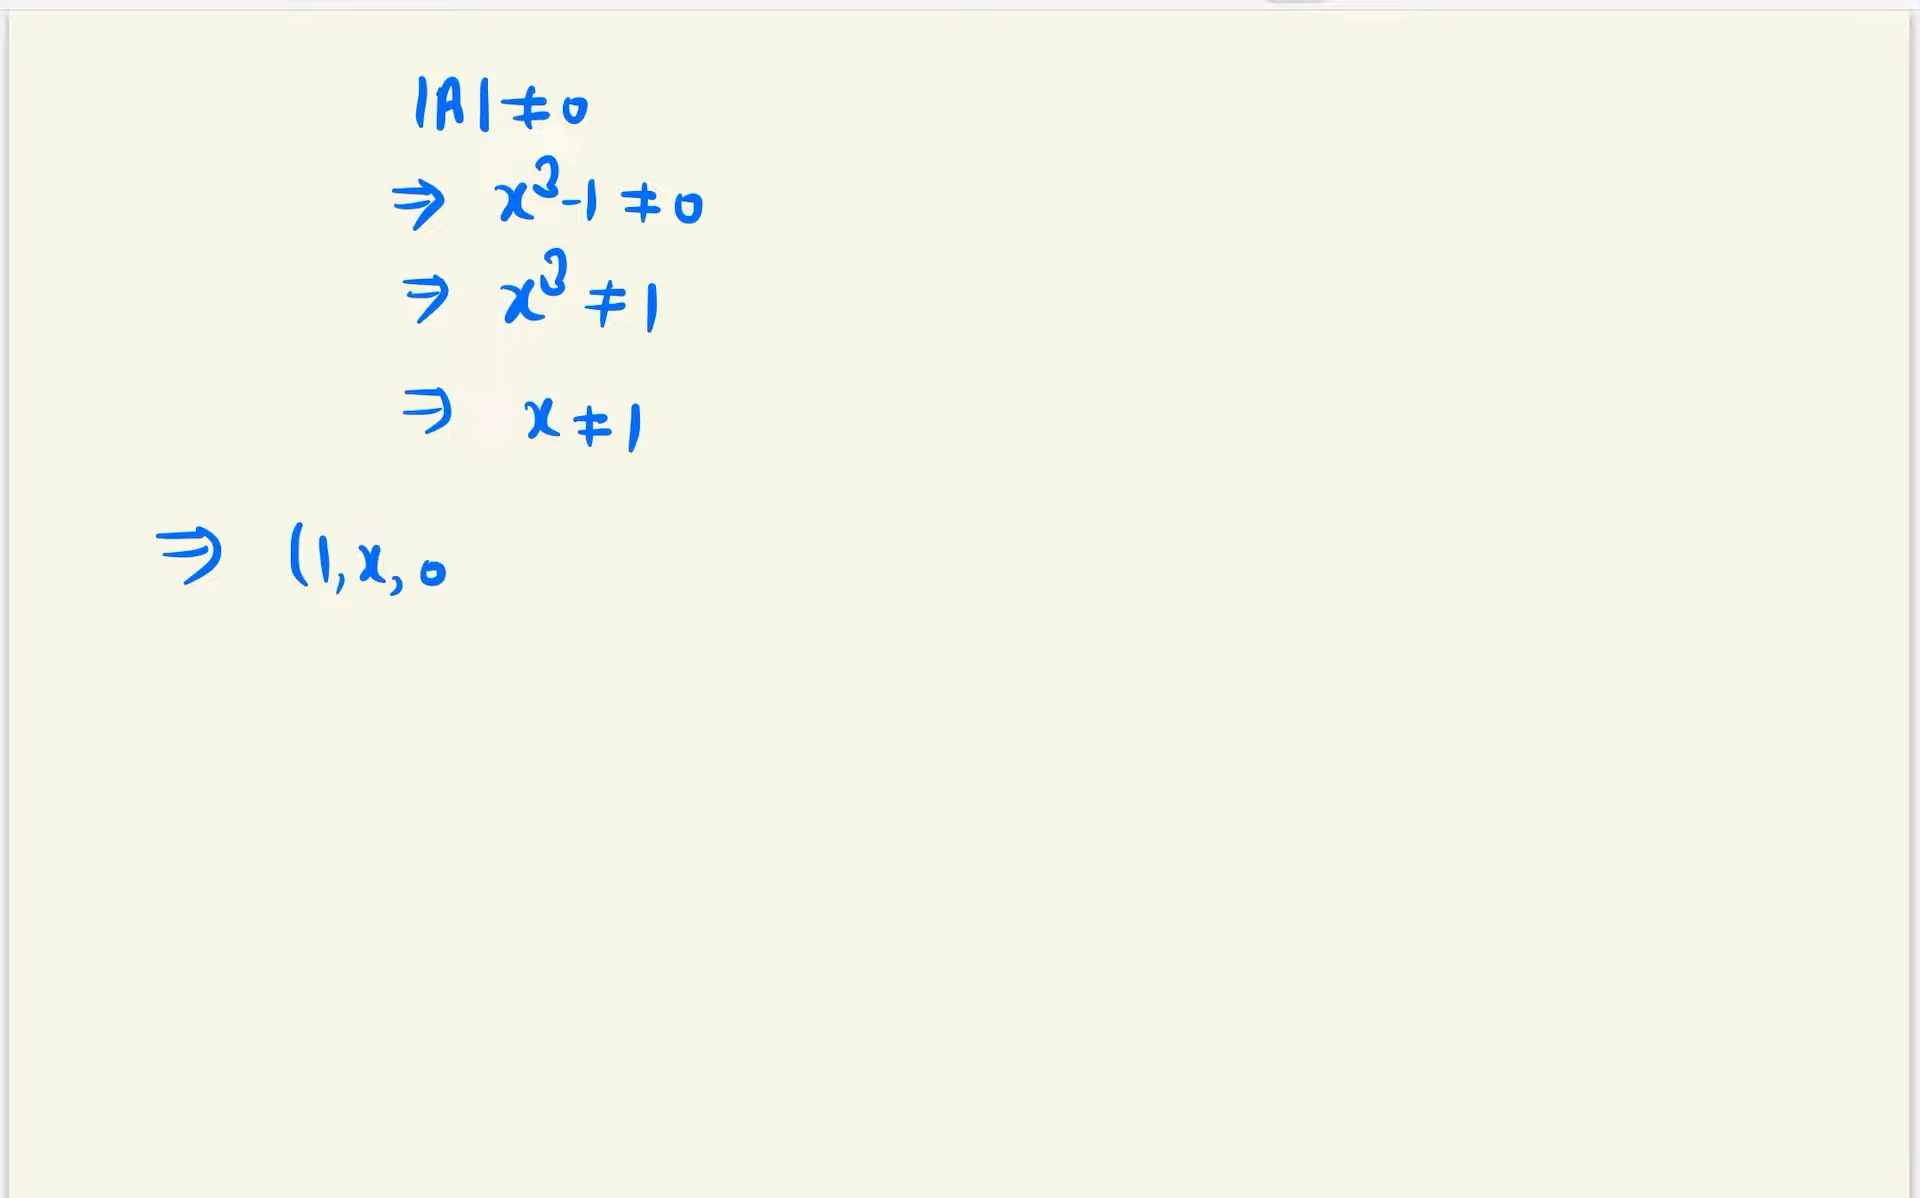 |A| ≠ 0
⇒ x³-1 ≠ 0
⇒ x³ ≠ 1
⇒ x ≠ 1
⇒ (1, x, 0